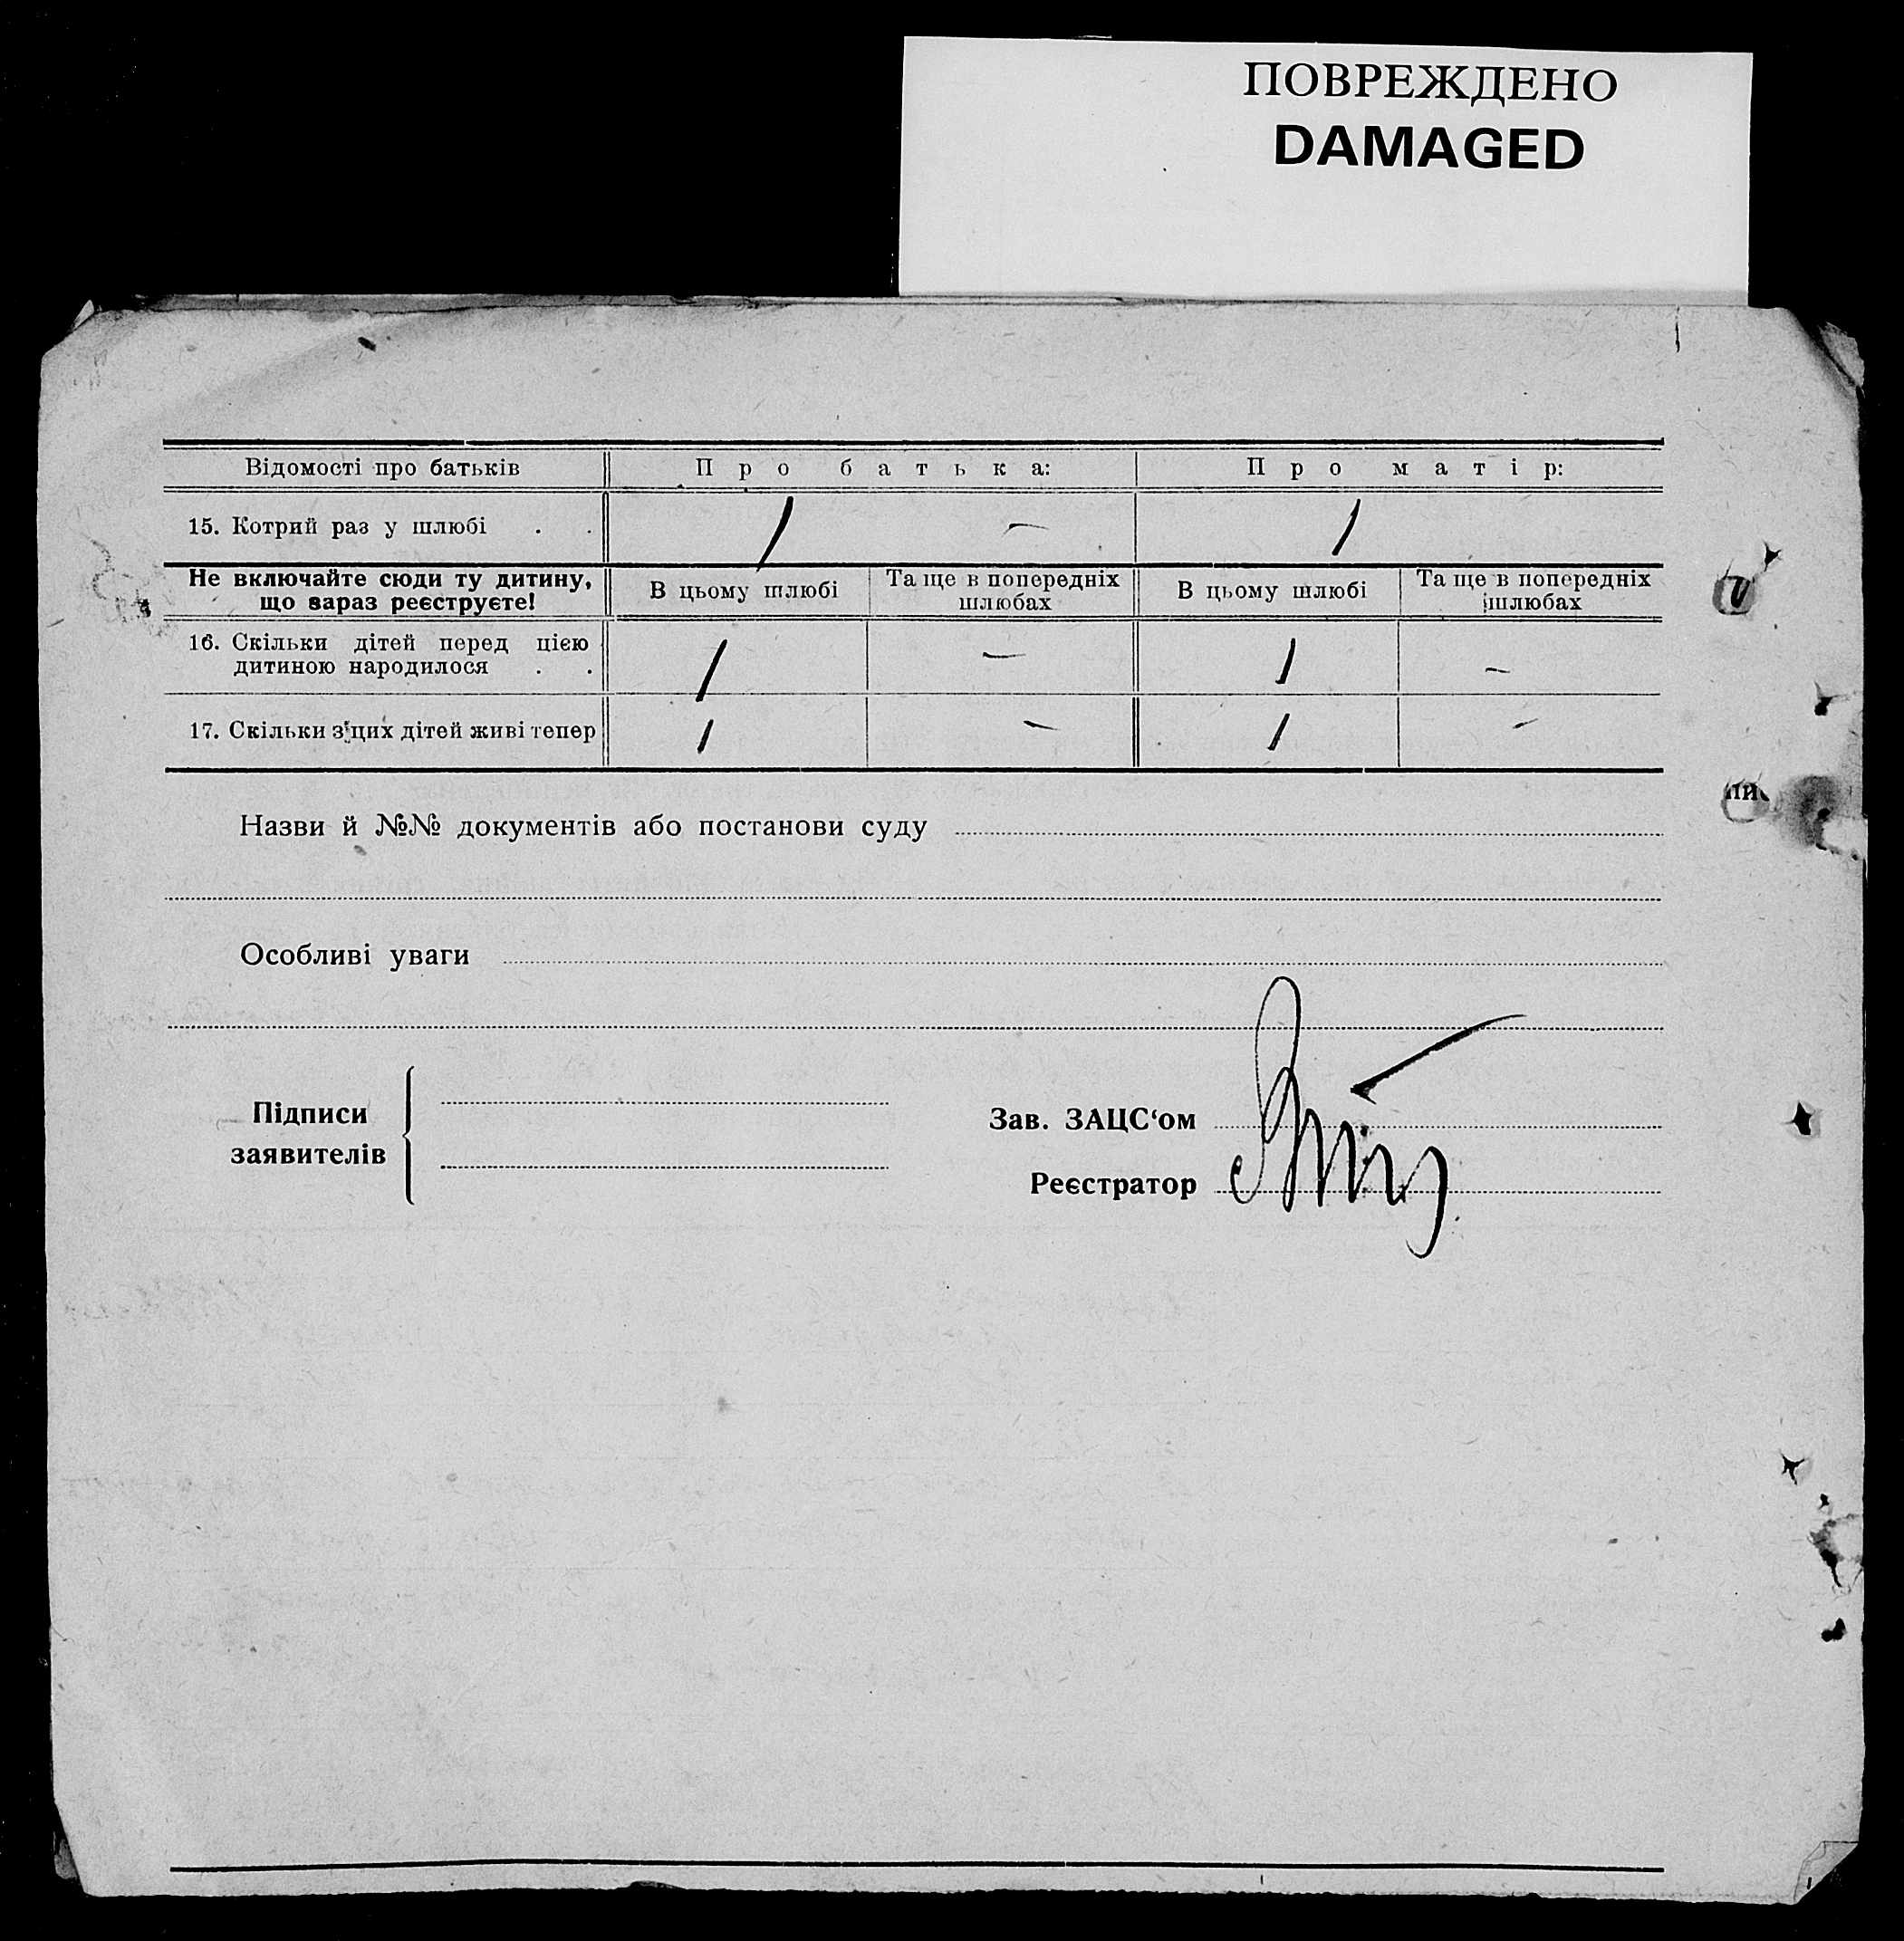 ПОВРЕЖДЕНО
DAMAGED
Відомості про батьків Про батька: Про матір:
15. Котрий раз у шлюбі . . 1 — 1
Не включайте сюди ту дитину, що зараз реєструєте! В цьому шлюбі Та ще в попередніх шлюбах В цьому шлюбі Та ще в попередніх шлюбах
16. Скільки дітей перед цією
дитиною народилося . . 1 — 1 —
17. Скільки з цих дітей живі тепер 1 — 1 —
Назви й №№ документів або постанови суду
Особливі уваги
Підписи
заявителів
Зав. ЗАЦС‘ом
Реєстратор